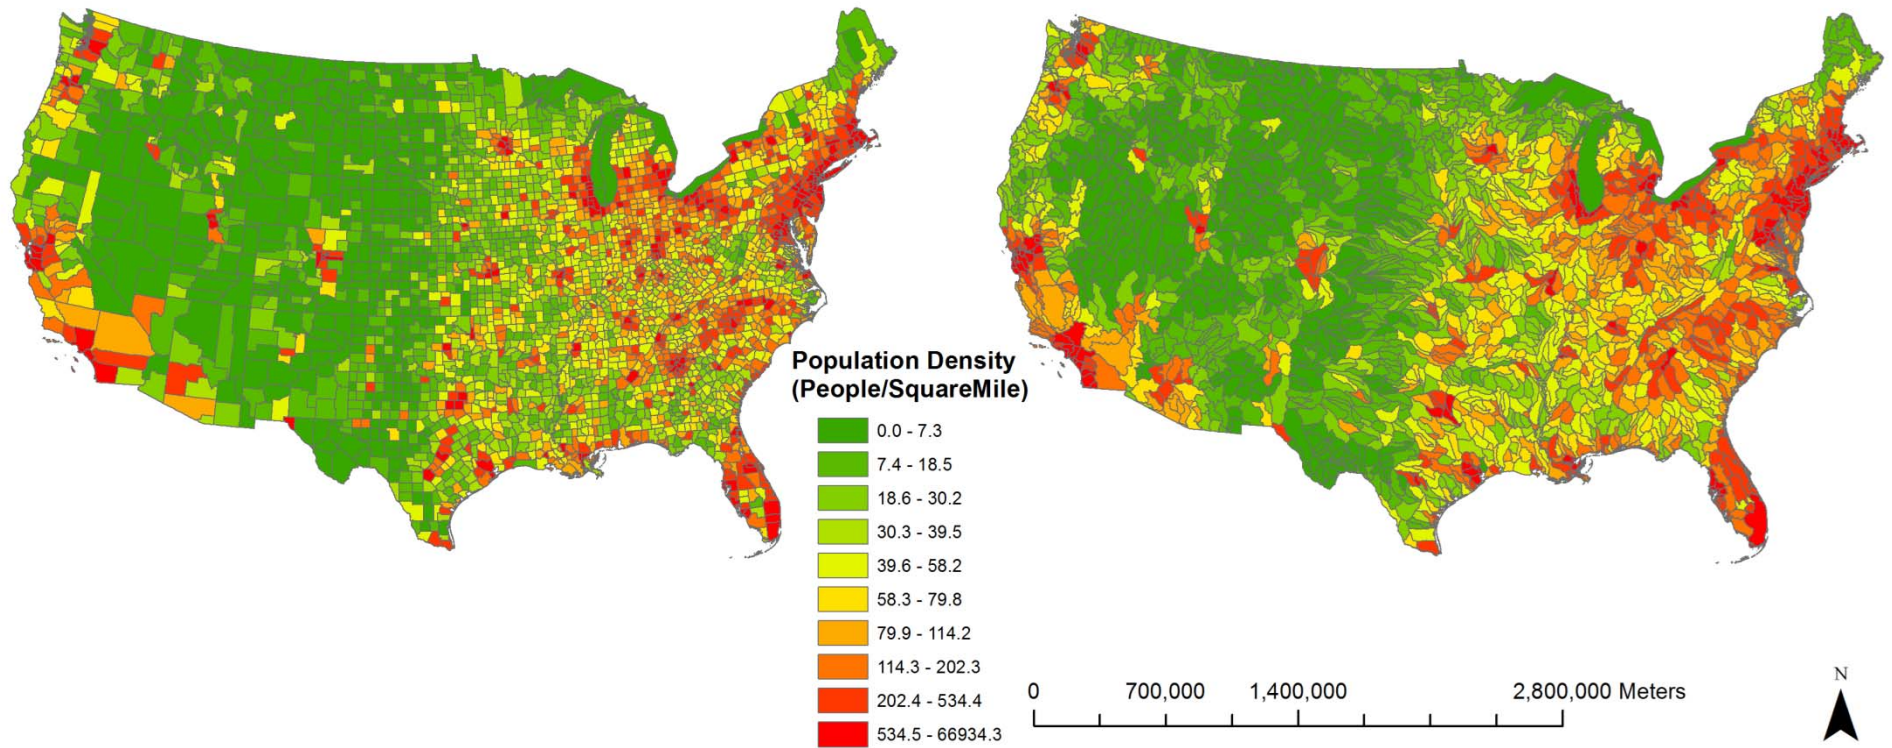 Population Density
(People/SquareMile)
0.0 - 7.3
7.4 - 18.5
18.6 - 30.2
30.3 - 39.5
39.6 - 58.2
58.3 - 79.8
79.9 - 114.2
114.3 - 202.3
202.4 - 534.4
534.5 - 66934.3
0 700,000 1,400,000 2,800,000 Meters
N